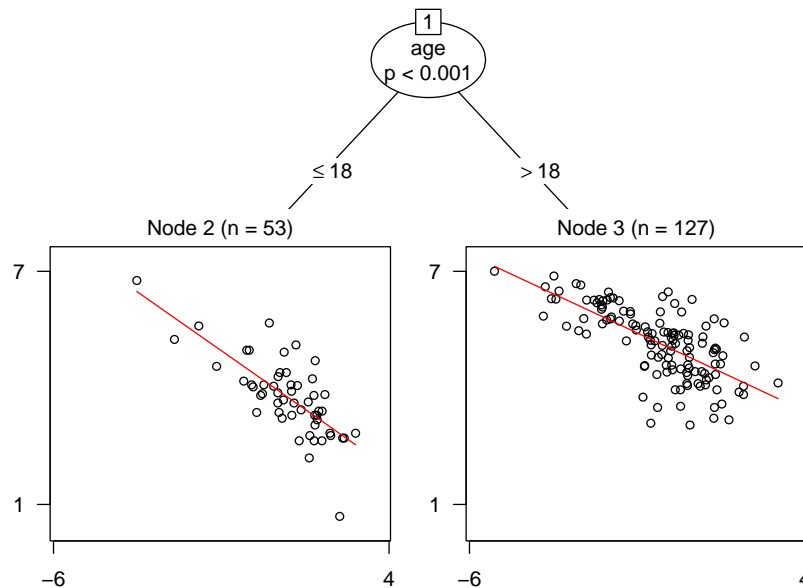 1
age
p < 0.001
≤ 18
> 18
Node 2 (n = 53)
Node 3 (n = 127)
7
1
−6
4
7
1
−6
4